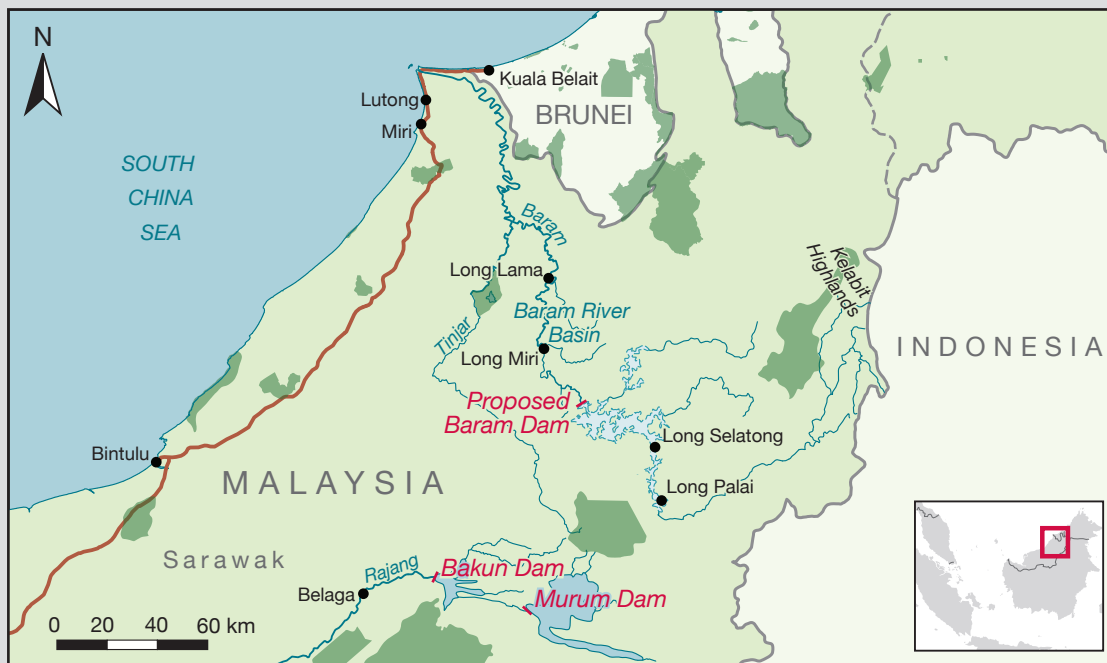 N
Kuala Belait
Lutong
BRUNEI
Miri
SOUTH
CHINA
SEA
Baram
Kelabit
Highlands
Long Lama
Baram River
Basin
Tinjar
Long Miri
INDONESIA
Proposed
Baram Dam
Long Selatong
Bintulu
MALAYSIA
Long Palai
Sarawak
Rajang
Bakun Dam
Belaga
Murum Dam
0 20 40 60 km